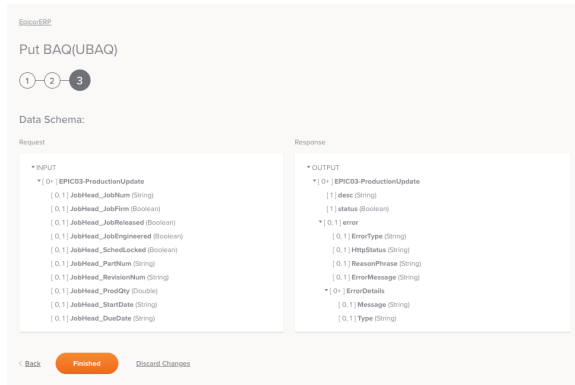 EpicorERP
Put BAQ(UBAQ)
1 2 3
Data Schema:
Request
INPUT
[ 0+ ] EPIC03-ProductionUpdate
[ 0, 1 ] JobHead_JobNum (String)
[ 0, 1 ] JobHead_JobFirm (Boolean)
[ 0, 1 ] JobHead_JobReleased (Boolean)
[ 0, 1 ] JobHead_JobEngineered (Boolean)
[ 0, 1 ] JobHead_SchedLocked (Boolean)
[ 0, 1 ] JobHead_PartNum (String)
[ 0, 1 ] JobHead_RevisionNum (String)
[ 0, 1 ] JobHead_ProdQty (Double)
[ 0, 1 ] JobHead_StartDate (String)
[ 0, 1 ] JobHead_DueDate (String)
Response
OUTPUT
[ 0+ ] EPIC03-ProductionUpdate
[ 1 ] desc (String)
[ 1 ] status (Boolean)
[ 0, 1 ] error
[ 0, 1 ] ErrorType (String)
[ 0, 1 ] HttpStatus (String)
[ 0, 1 ] ReasonPhrase (String)
[ 0, 1 ] ErrorMessage (String)
[ 0+ ] ErrorDetails
[ 0, 1 ] Message (String)
[ 0, 1 ] Type (String)
< Back Finished Discard Changes